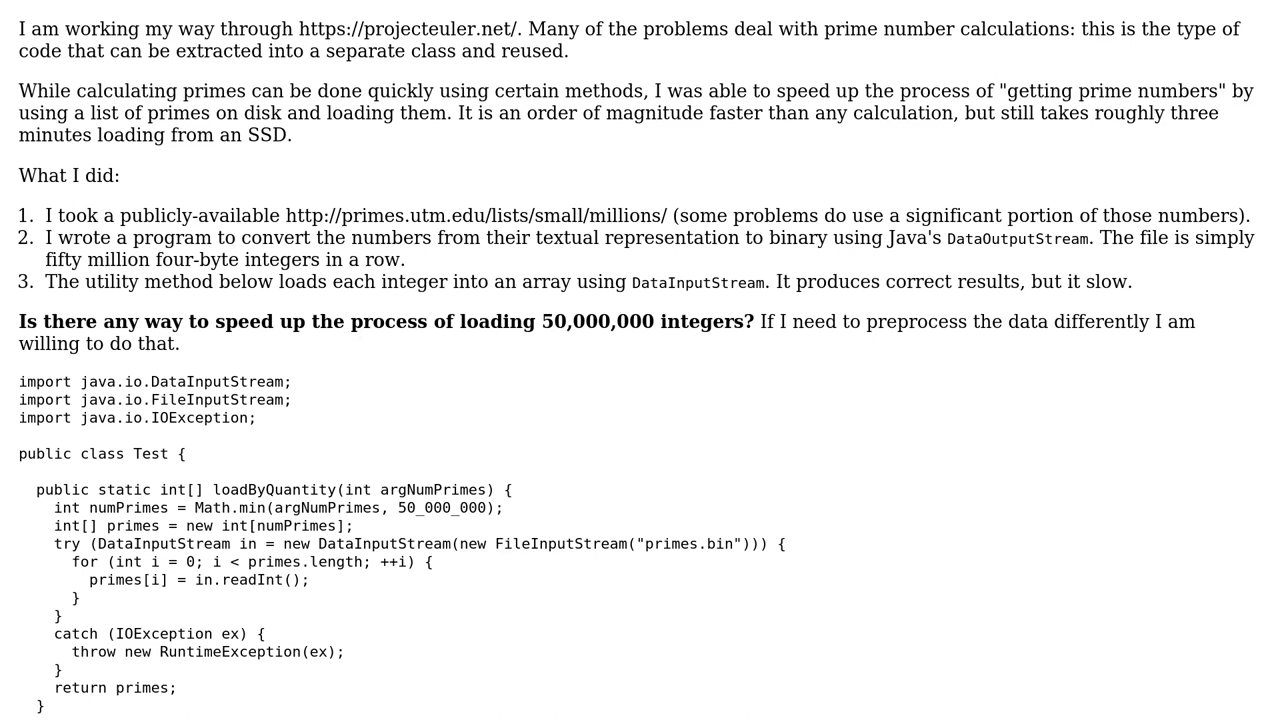 I am working my way through https://projecteuler.net/. Many of the problems deal with prime number calculations: this is the type of
code that can be extracted into a separate class and reused.
While calculating primes can be done quickly using certain methods, I was able to speed up the process of "getting prime numbers" by
using a list of primes on disk and loading them. It is an order of magnitude faster than any calculation, but still takes roughly three
minutes loading from an SSD.
What I did:
1. I took a publicly-available http://primes.utm.edu/lists/small/millions/ (some problems do use a significant portion of those numbers).
2. I wrote a program to convert the numbers from their textual representation to binary using Java's DataOutputStream. The file is simply
fifty million four-byte integers in a row.
3. The utility method below loads each integer into an array using DataInputStream. It produces correct results, but it slow.
Is there any way to speed up the process of loading 50,000,000 integers? If I need to preprocess the data differently I am
willing to do that.
import java.io.DataInputStream;
import java.io.FileInputStream;
import java.io.IOException;
public class Test {
  public static int[] loadByQuantity(int argNumPrimes) {
    int numPrimes = Math.min(argNumPrimes, 50_000_000);
    int[] primes = new int[numPrimes];
    try (DataInputStream in = new DataInputStream(new FileInputStream("primes.bin"))) {
      for (int i = 0; i < primes.length; ++i) {
        primes[i] = in.readInt();
      }
    }
    catch (IOException ex) {
      throw new RuntimeException(ex);
    }
    return primes;
  }